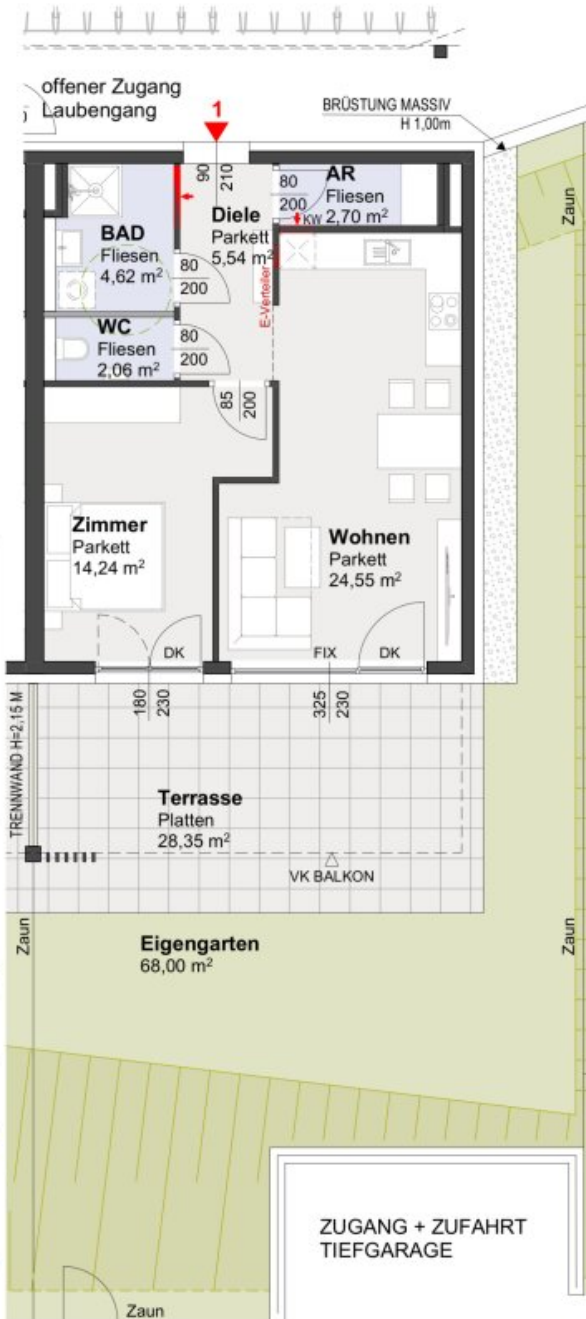 offener Zugang
Laubengang
1
BRÜSTUNG MASSIV
H 1,00m
90
210
80
200
AR
Fliesen
2,70 m²
KW
Diele
Parkett
5,54 m²
BAD
Fliesen
4,62 m²
80
200
E-Verteiler
WC
Fliesen
2,06 m²
80
200
85
200
Zimmer
Parkett
14,24 m²
Wohnen
Parkett
24,55 m²
DK
FIX
DK
180
230
325
230
TRENNWAND H=2,15 M
Terrasse
Platten
28,35 m²
VK BALKON
Zaun
Zaun
Eigengarten
68,00 m²
ZUGANG + ZUFAHRT
TIEFGARAGE
Zaun